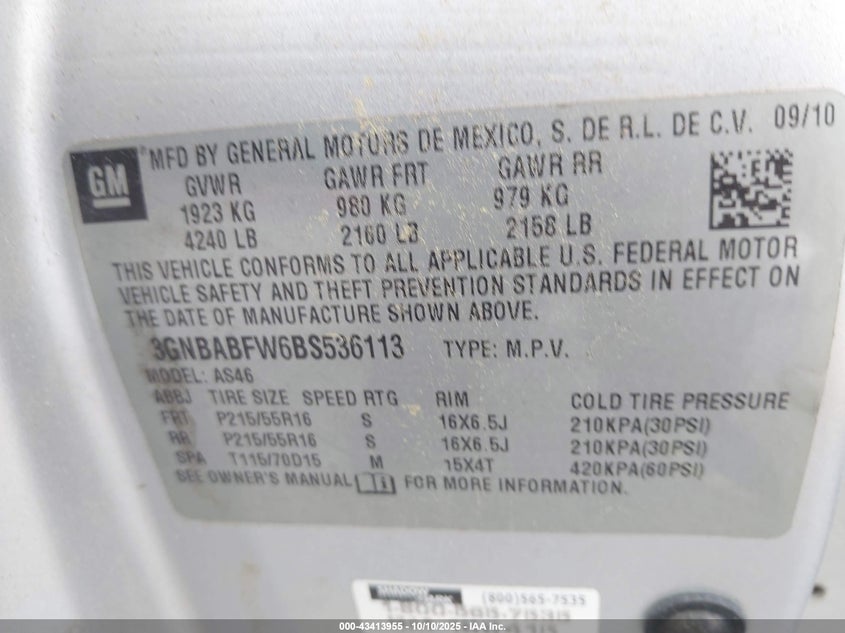 GM
MFD BY GENERAL MOTORS DE MEXICO, S. DE R.L. DE C.V. 09/10
GVWR GAWR FRT GAWR RR
1923 KG 980 KG 979 KG
4240 LB 2160 LB 2158 LB
THIS VEHICLE CONFORMS TO ALL APPLICABLE U.S. FEDERAL MOTOR
VEHICLE SAFETY AND THEFT PREVENTION STANDARDS IN EFFECT ON
THE DATE OF MANUFACTURE SHOWN ABOVE.
3GNBABFW6BS536113 TYPE: M.P.V.
MODEL: AS46
ABBJ TIRE SIZE SPEED RTG RIM COLD TIRE PRESSURE
FRT P215/55R16 S 16X6.5J 210KPA(30PSI)
RR P215/55R16 S 16X6.5J 210KPA(30PSI)
SPA T115/70D15 M 15X4T 420KPA(60PSI)
SEE OWNER'S MANUAL FOR MORE INFORMATION.
(800)565-7535
000-43413955 - 10/10/2025 - IAAI CORP.